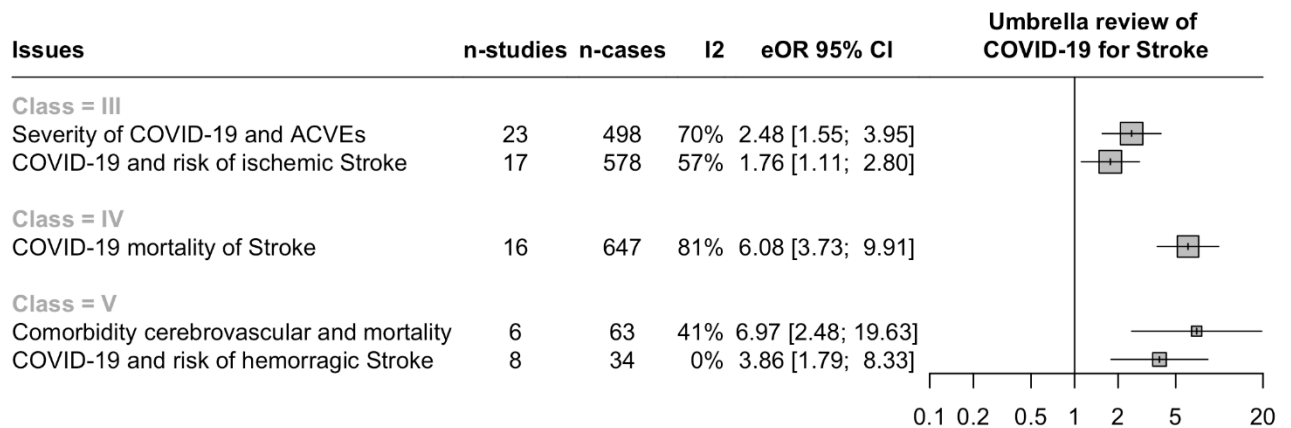 Umbrella review of
Issues n-studies n-cases I2 eOR 95% CI COVID-19 for Stroke
Class = III
Severity of COVID-19 and ACVEs 23 498 70% 2.48 [1.55; 3.95]
COVID-19 and risk of ischemic Stroke 17 578 57% 1.76 [1.11; 2.80]
Class = IV
COVID-19 mortality of Stroke 16 647 81% 6.08 [3.73; 9.91]
Class = V
Comorbidity cerebrovascular and mortality 6 63 41% 6.97 [2.48; 19.63]
COVID-19 and risk of hemorragic Stroke 8 34 0% 3.86 [1.79; 8.33]
0.1 0.2 0.5 1 2 5 20